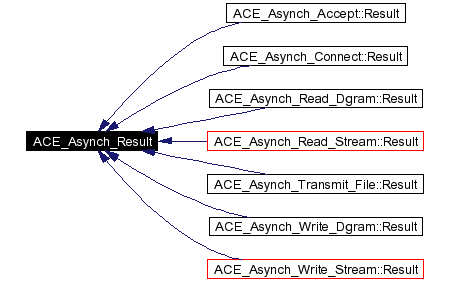 ACE_Asynch_Accept::Result
ACE_Asynch_Connect::Result
ACE_Asynch_Read_Dgram::Result
ACE_Asynch_Result
ACE_Asynch_Read_Stream::Result
ACE_Asynch_Transmit_File::Result
ACE_Asynch_Write_Dgram::Result
ACE_Asynch_Write_Stream::Result